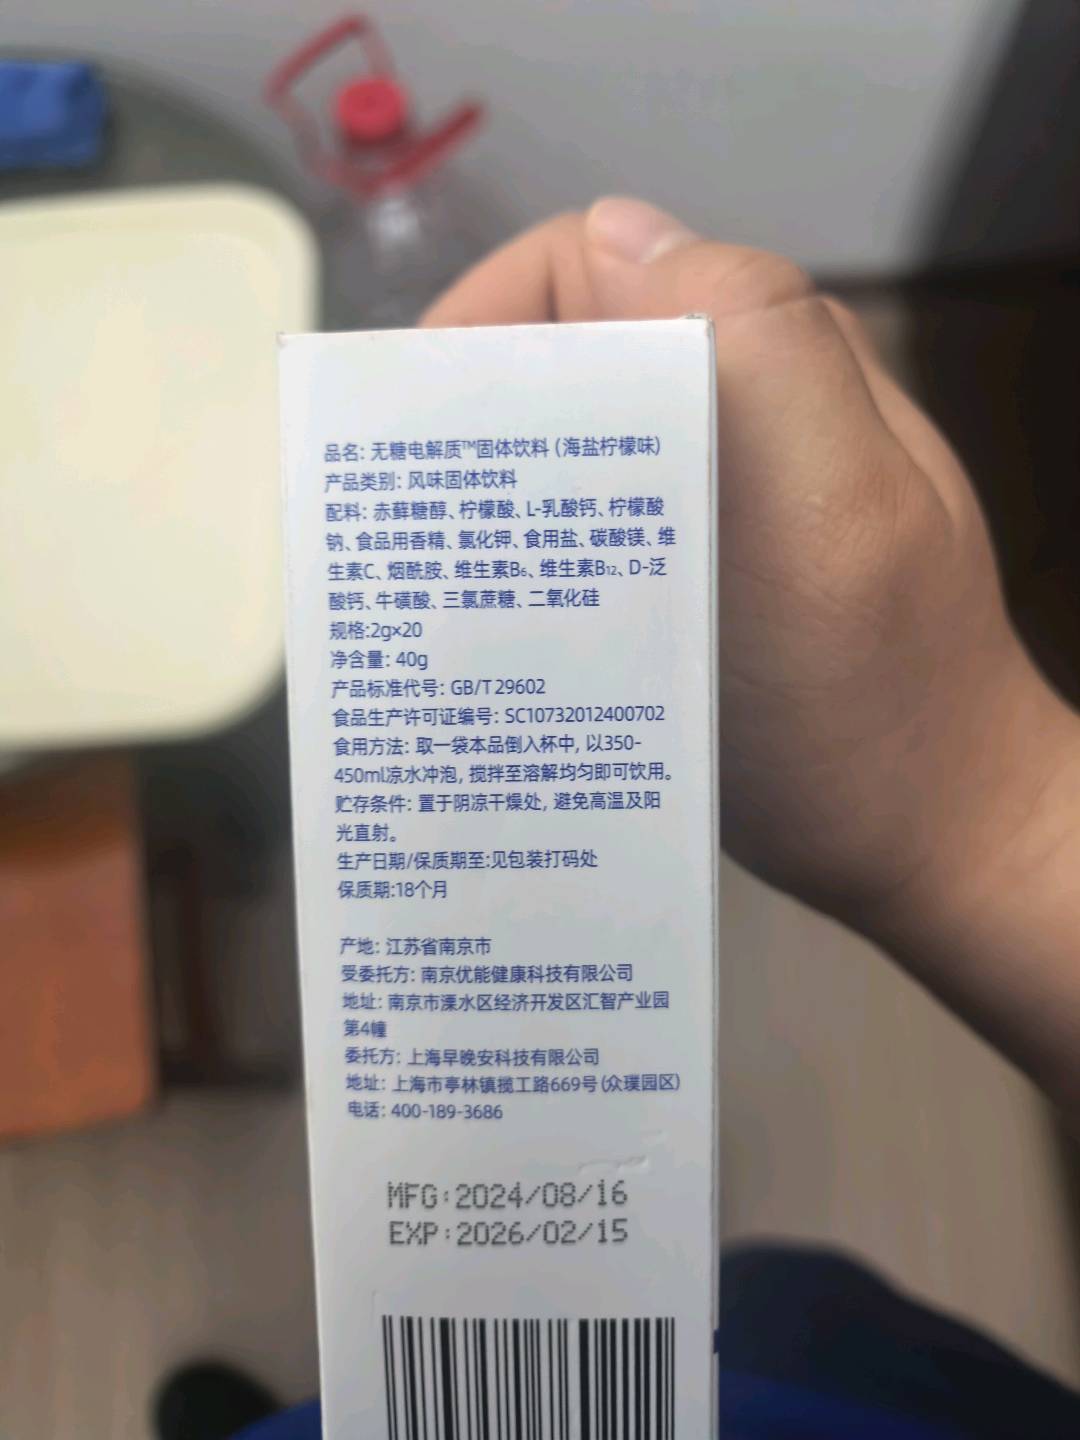 品名: 无糖电解质™固体饮料 (海盐柠檬味)
产品类别: 风味固体饮料
配料: 赤藓糖醇、柠檬酸、L-乳酸钙、柠檬酸
钠、食品用香精、氯化钾、食用盐、碳酸镁、维
生素C、烟酰胺、维生素B₆、维生素B₁₂、D-泛
酸钙、牛磺酸、三氯蔗糖、二氧化硅
规格:2g×20
净含量: 40g
产品标准代号: GB/T 29602
食品生产许可证编号: SC10732012400702
食用方法: 取一袋本品倒入杯中, 以350-
450ml凉水冲泡, 搅拌至溶解均匀即可饮用。
贮存条件: 置于阴凉干燥处, 避免高温及阳
光直射。
生产日期/保质期至:见包装打码处
保质期:18个月
产地: 江苏省南京市
受委托方: 南京优能健康科技有限公司
地址: 南京市溧水区经济开发区汇智产业园
第4幢
委托方: 上海早晚安科技有限公司
地址: 上海市亭林镇揽工路669号 (众璞园区)
电话: 400-189-3686
MFG:2024/08/16
EXP:2026/02/15